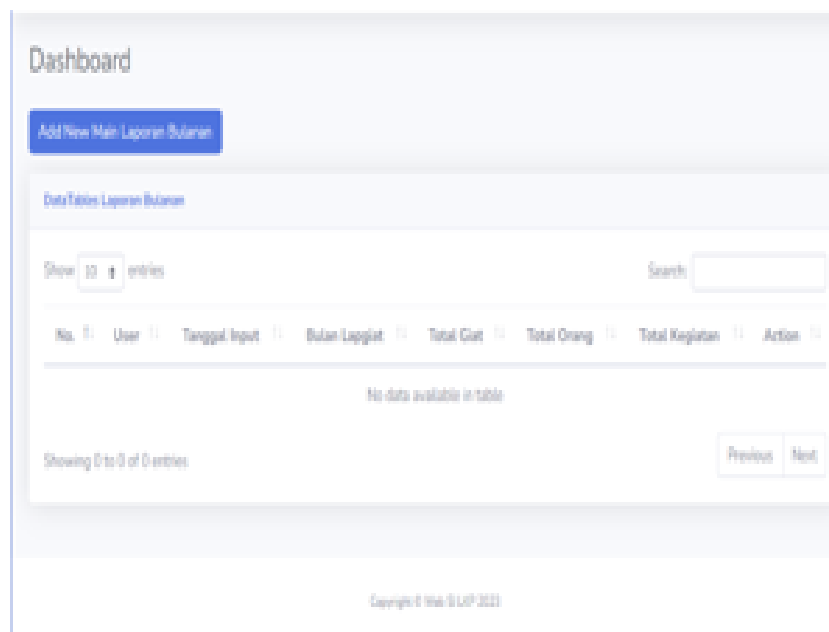 Dashboard
Add New Main Laporan Bulanan
DataTables Laporan Bulanan
Show 10 entries
Search:
No. User Tanggal Input Bulan Lapgiat Total Giat Total Orang Total Kegiatan Action
No data available in table
Showing 0 to 0 of 0 entries
Previous Next
Copyright © Web